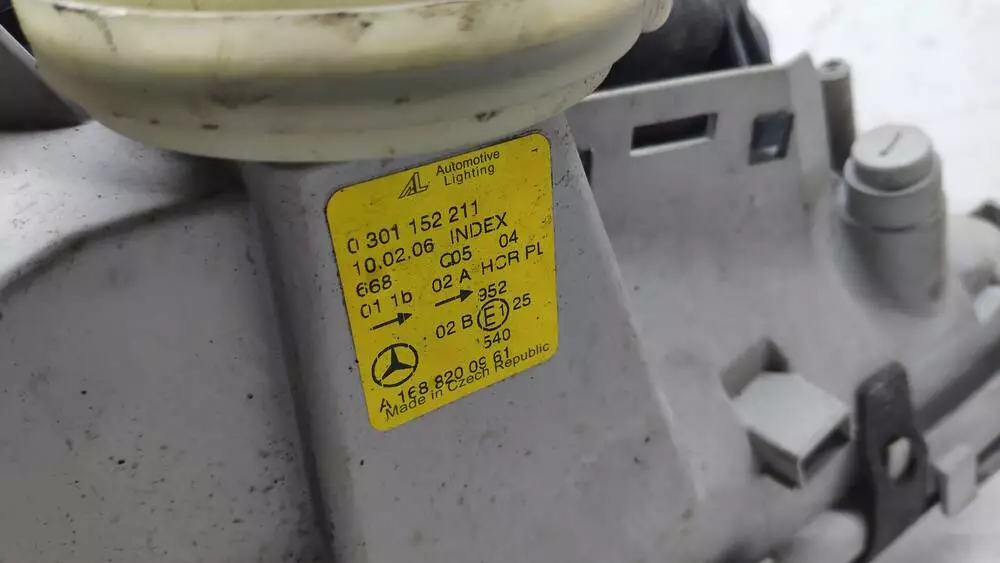 AL Automotive
Lighting
0 301 152 211
10.02.06 INDEX
668 C05 04
01 1b 02 A HCR PL
→ → 952
02 B E1 25
540
A 168 820 09 61
Made in Czech Republic